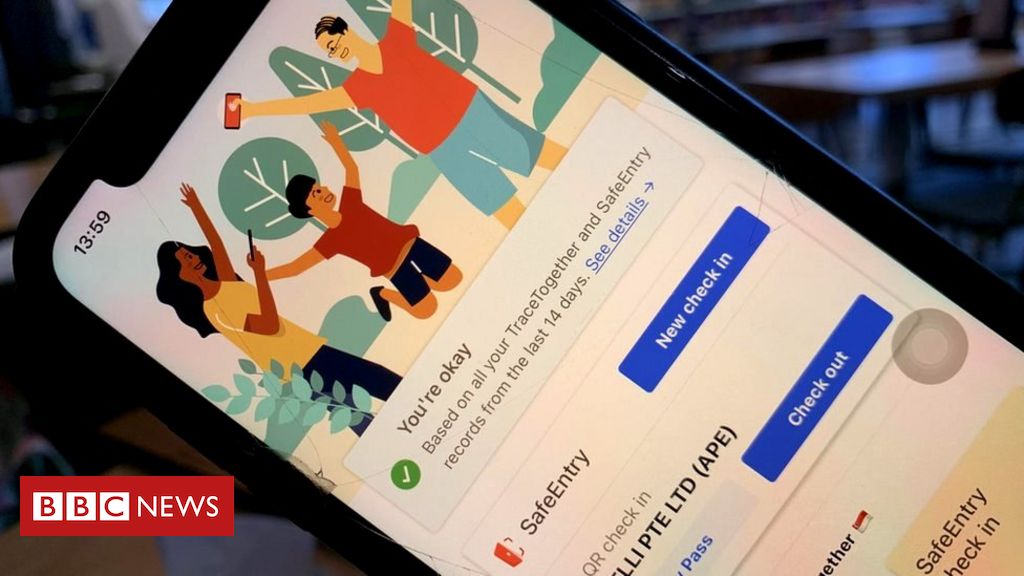 13:59
You're okay
Based on all your TraceTogether and SafeEntry
records from the last 14 days. See details →
SafeEntry
New check in
QR check in
ELLI PTE LTD (APE)
Check out
Pass
ether
SafeEntry
heck in
BBC NEWS